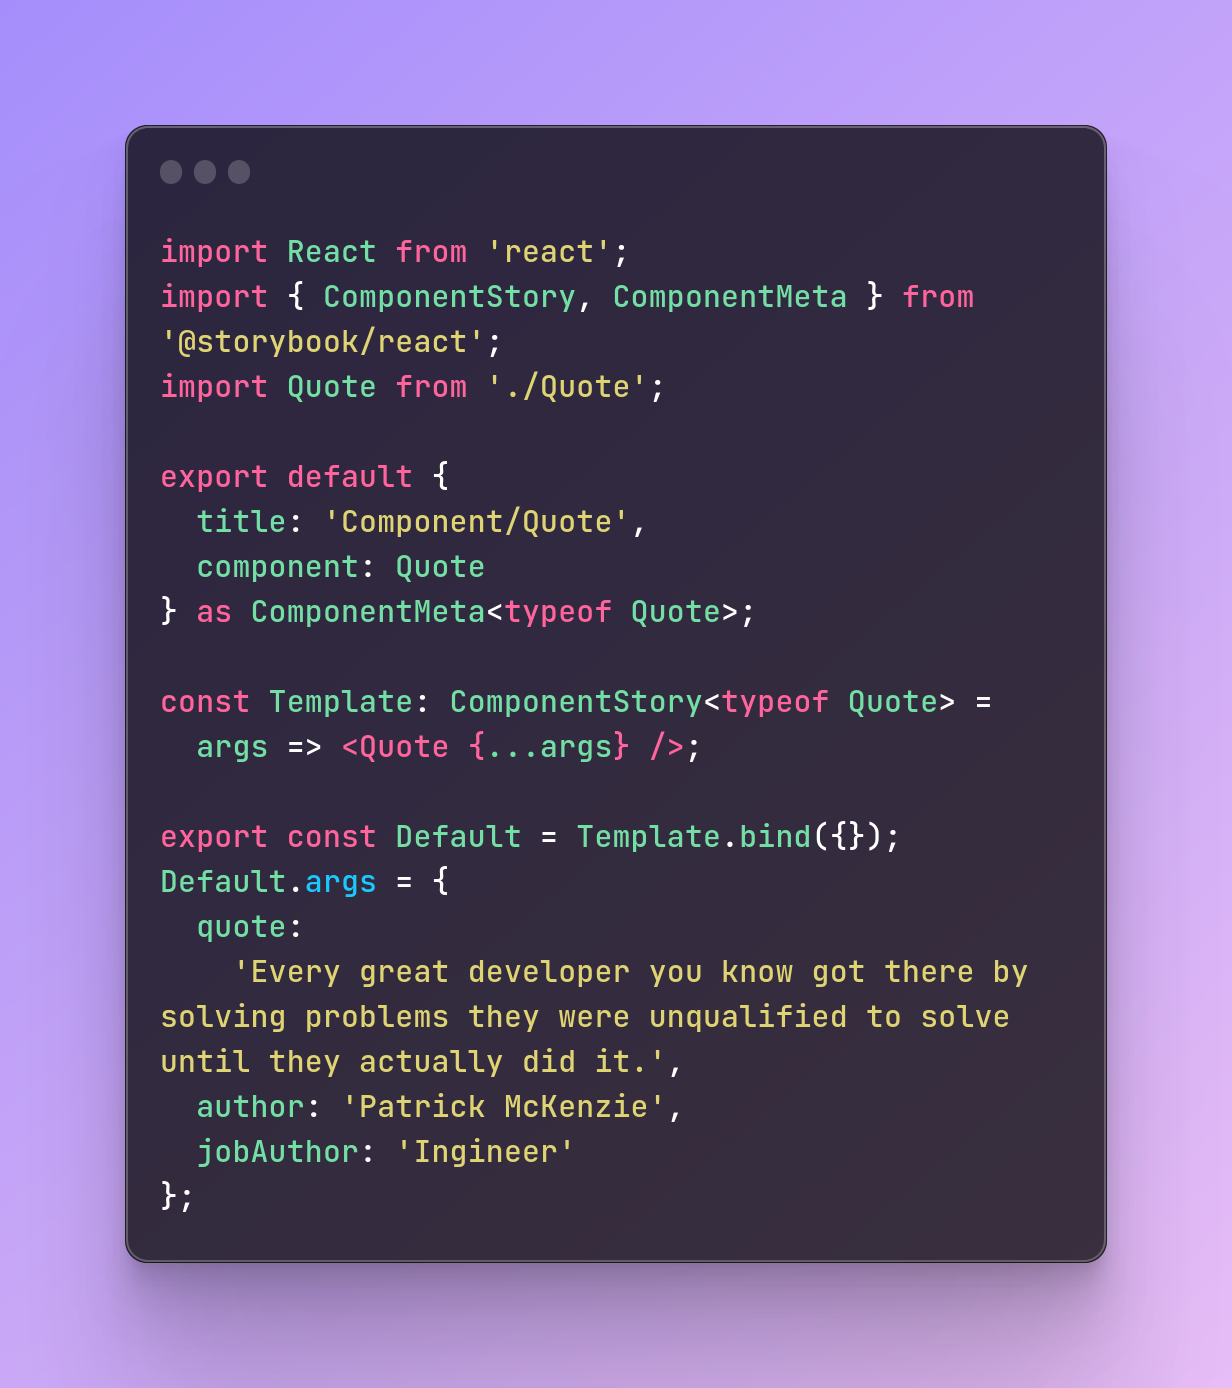 import React from 'react';
import { ComponentStory, ComponentMeta } from
'@storybook/react';
import Quote from './Quote';

export default {
  title: 'Component/Quote',
  component: Quote
} as ComponentMeta<typeof Quote>;

const Template: ComponentStory<typeof Quote> =
  args => <Quote {...args} />;

export const Default = Template.bind({});
Default.args = {
  quote:
    'Every great developer you know got there by
solving problems they were unqualified to solve
until they actually did it.',
  author: 'Patrick McKenzie',
  jobAuthor: 'Ingineer'
};